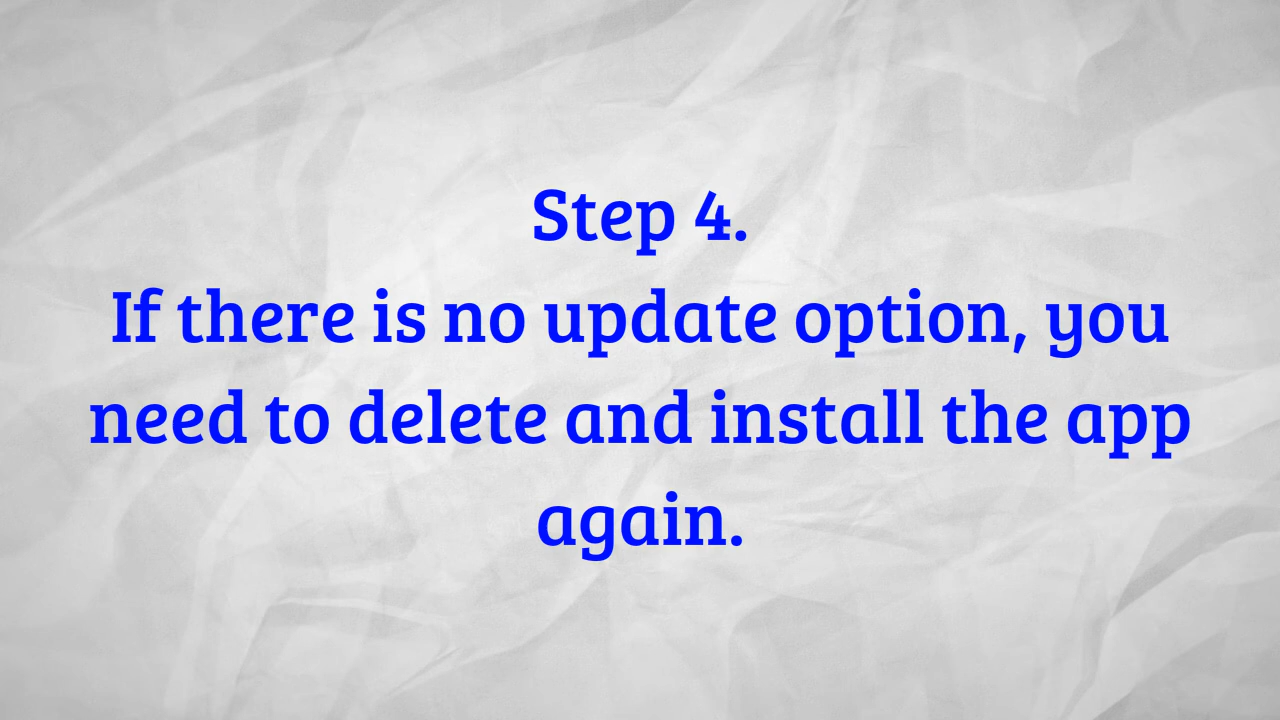 Step 4.
If there is no update option, you
need to delete and install the app
again.